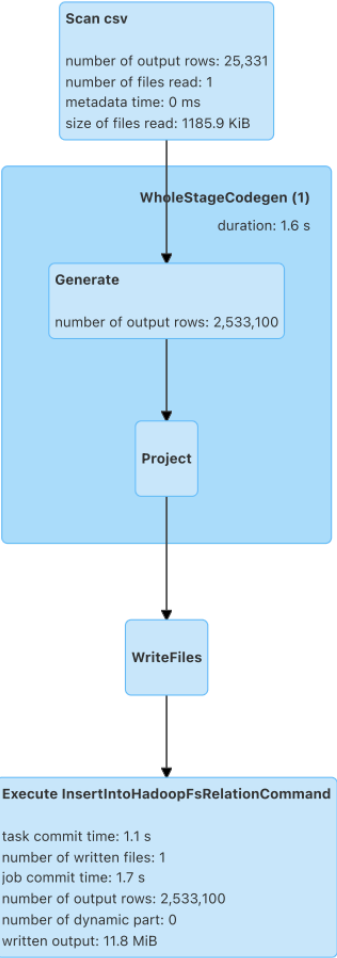 Scan csv
number of output rows: 25,331
number of files read: 1
metadata time: 0 ms
size of files read: 1185.9 KiB
WholeStageCodegen (1)
duration: 1.6 s
Generate
number of output rows: 2,533,100
Project
WriteFiles
Execute InsertIntoHadoopFsRelationCommand
task commit time: 1.1 s
number of written files: 1
job commit time: 1.7 s
number of output rows: 2,533,100
number of dynamic part: 0
written output: 11.8 MiB